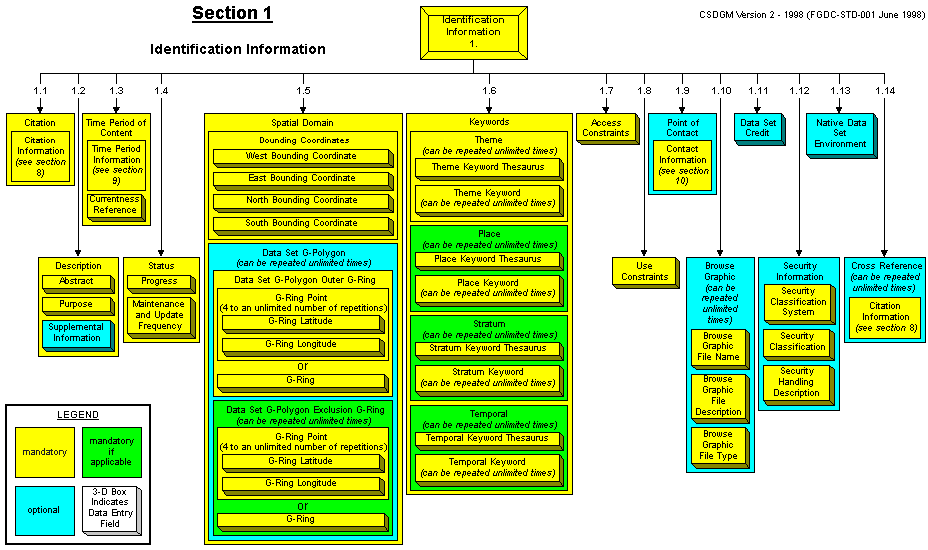 Section 1
CSDGM Version 2 - 1998 (FGDC-STD-001 June 1998)
Identification Information
Identification
Information
1.
1.1
1.2
1.3
1.4
1.5
1.6
1.7
1.8
1.9
1.10
1.11
1.12
1.13
1.14
Citation
Citation
Information
(see section
8)
Time Period of
Content
Time Period
Information
(see section
9)
Currentness
Reference
Description
Abstract
Purpose
Supplemental
Information
Status
Progress
Maintenance
and Update
Frequency
Spatial Domain
Dounding Coordinates
West Bounding Coordinate
East Bounding Coordinate
North Bounding Coordinate
South Bounding Coordinate
Data Set G-Polygon
(can be repeated unlimited times)
Data Set G-Polygon Outer G-Ring
G-Ring Point
(4 to an unlimited number of repetitions)
G-Ring Latitude
G-Ring Longitude
or
G-Ring
Data Set G-Polygon Exclusion G-Ring
(can be repeated unlimited times)
G-Ring Point
(4 to an unlimited number of repetitions)
G-Ring Latitude
G-Ring Longitude
or
G-Ring
Keywords
Theme
(can be repeated unlimited times)
Theme Keyword Thesaurus
Theme Keyword
(can be repeated unlimited times)
Place
(can be repeated unlimited times)
Place Keyword Thesaurus
Place Keyword
(can be repeated unlimited times)
Stratum
(can be repeated unlimited times)
Stratum Keyword Thesaurus
Stratum Keyword
(can be repeated unlimited times)
Temporal
(can be repeated unlimited times)
Temporal Keyword Thesaurus
Temporal Keyword
(can be repeated unlimited times)
Access
Constraints
Use
Constraints
Point of
Contact
Contact
Information
(see section
10)
Browse
Graphic
(can be
repeated
unlimited
times)
Browse
Graphic
File Name
Browse
Graphic
File
Description
Browse
Graphic
File Type
Data Set
Credit
Security
Information
Security
Classification
System
Security
Classification
Security
Handling
Description
Native Data
Set
Environment
Cross Reference
(can be repeated
unlimited times)
Citation
Information
(see section 8)
LEGEND
mandatory
mandatory
if
applicable
optional
3-D Box
Indicates
Data Entry
Field